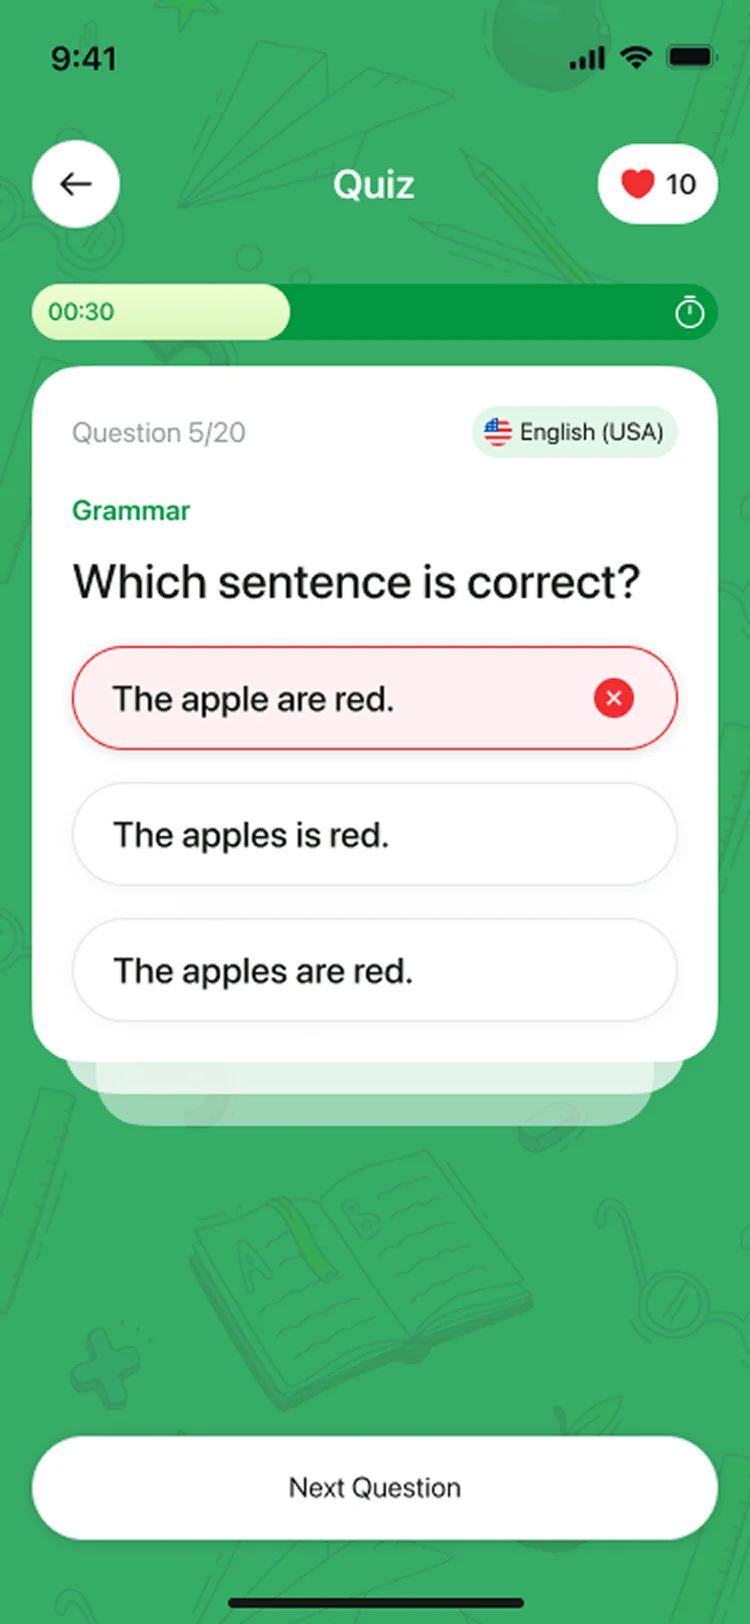 9:41
Quiz
10
00:30
Question 5/20
English (USA)
Grammar
Which sentence is correct?
The apple are red.
The apples is red.
The apples are red.
A B
Next Question